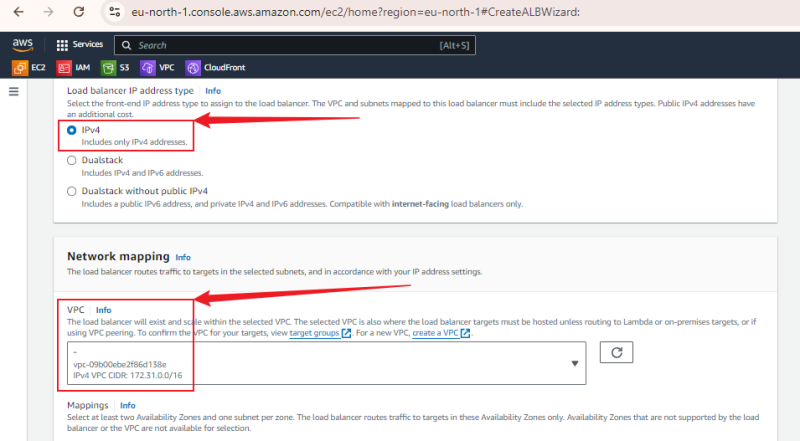 eu-north-1.console.aws.amazon.com/ec2/home?region=eu-north-1#CreateALBWizard:
aws
Services
Search
[Alt+S]
EC2
IAM
S3
VPC
CloudFront
Load balancer IP address type
Info
Select the front-end IP address type to assign to the load balancer. The VPC and subnets mapped to this load balancer must include the selected IP address types. Public IPv4 addresses have
an additional cost.
IPv4
Includes only IPv4 addresses.
Dualstack
Includes IPv4 and IPv6 addresses.
Dualstack without public IPv4
Includes a public IPv6 address, and private IPv4 and IPv6 addresses. Compatible with internet-facing load balancers only.
Network mapping Info
The load balancer routes traffic to targets in the selected subnets, and in accordance with your IP address settings.
VPC
Info
The load balancer will exist and scale within the selected VPC. The selected VPC is also where the load balancer targets must be hosted unless routing to Lambda or on-premises targets, or if
using VPC peering. To confirm the VPC for your targets, view target groups. For a new VPC, create a VPC.
-
vpc-09b00ebe2f86d138e
IPv4 VPC CIDR: 172.31.0.0/16
Mappings
Info
Select at least two Availability Zones and one subnet per zone. The load balancer routes traffic to targets in these Availability Zones only. Availability Zones that are not supported by the load
balancer or the VPC are not available for selection.